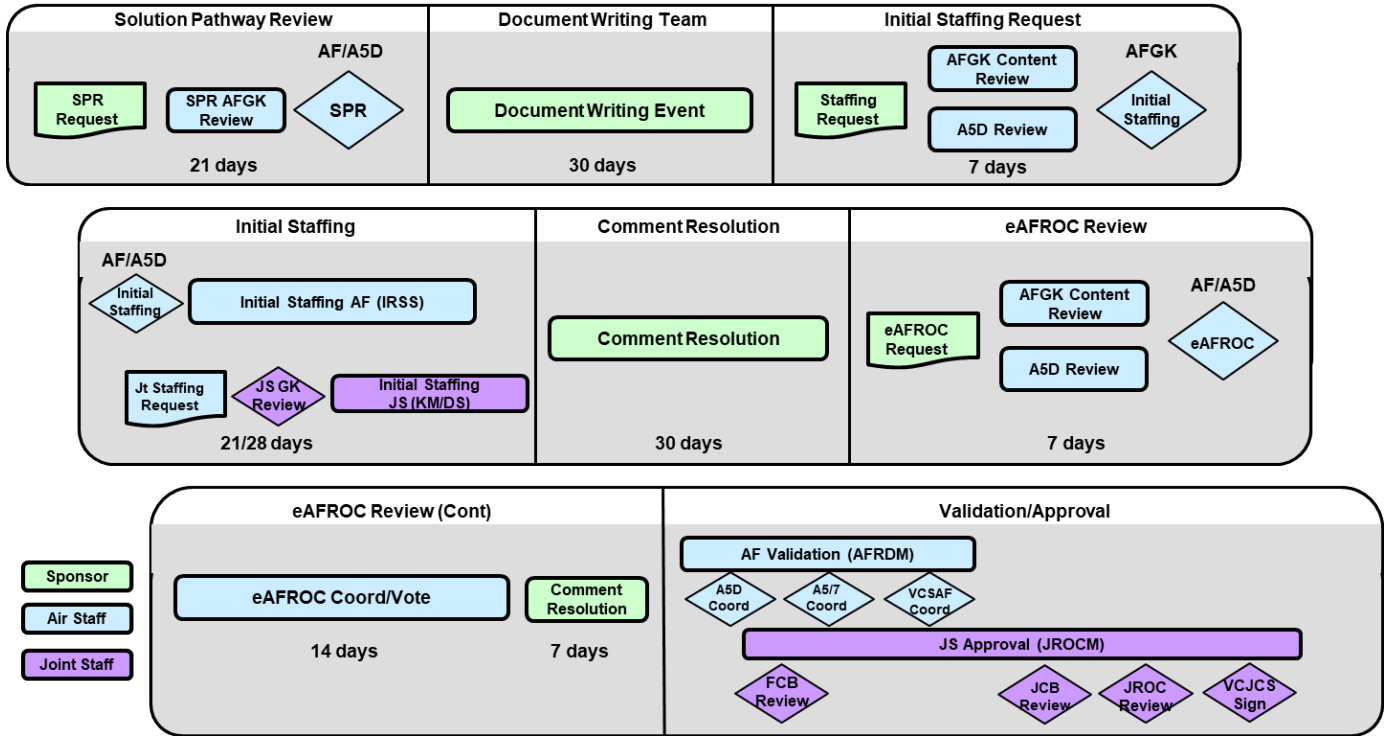 Solution Pathway Review
Document Writing Team
Initial Staffing Request
AF/A5D
SPR
Request
SPR AFGK
Review
SPR
21 days
Document Writing Event
30 days
AFGK
Staffing
Request
AFGK Content
Review
A5D Review
Initial
Staffing
7 days
Initial Staffing
Comment Resolution
eAFROC Review
AF/A5D
Initial
Staffing
Initial Staffing AF (IRSS)
Jt Staffing
Request
JS GK
Review
Initial Staffing
JS (KM/DS)
21/28 days
Comment Resolution
30 days
AF/A5D
eAFROC
Request
AFGK Content
Review
A5D Review
eAFROC
7 days
eAFROC Review (Cont)
Validation/Approval
Sponsor
Air Staff
Joint Staff
eAFROC Coord/Vote
Comment
Resolution
14 days
7 days
AF Validation (AFRDM)
A5D
Coord
A5/7
Coord
VCSAF
Coord
JS Approval (JROCM)
FCB
Review
JCB
Review
JROC
Review
VCJCS
Sign